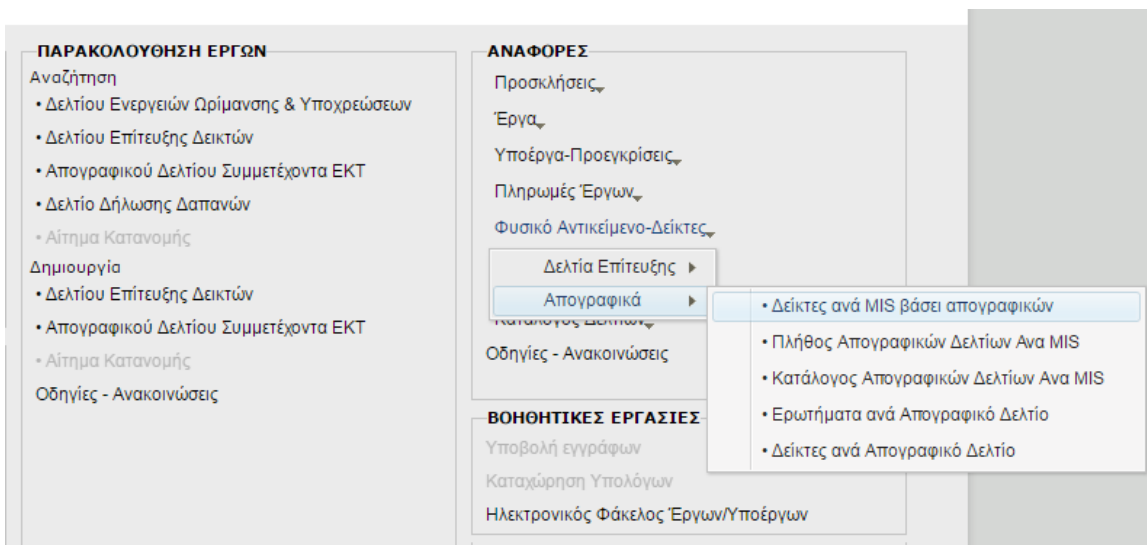 ΠΑΡΑΚΟΛΟΥΘΗΣΗ ΕΡΓΩΝ
Αναζήτηση
• Δελτίου Ενεργειών Ωρίμανσης & Υποχρεώσεων
• Δελτίου Επίτευξης Δεικτών
• Απογραφικού Δελτίου Συμμετέχοντα ΕΚΤ
• Δελτίο Δήλωσης Δαπανών
• Αίτημα Κατανομής
Δημιουργία
• Δελτίου Επίτευξης Δεικτών
• Απογραφικού Δελτίου Συμμετέχοντα ΕΚΤ
• Αίτημα Κατανομής
Οδηγίες - Ανακοινώσεις
ΑΝΑΦΟΡΕΣ
Προσκλήσεις
Έργα
Υποέργα-Προεγκρίσεις
Πληρωμές Έργων
Φυσικό Αντικείμενο-Δείκτες
Δελτία Επίτευξης
Απογραφικά
• Δείκτες ανά MIS βάσει απογραφικών
• Πλήθος Απογραφικών Δελτίων Ανα MIS
• Κατάλογος Απογραφικών Δελτίων Ανα MIS
• Ερωτήματα ανά Απογραφικό Δελτίο
• Δείκτες ανά Απογραφικό Δελτίο
Κατάλογος Δελτίων
Οδηγίες - Ανακοινώσεις
ΒΟΗΘΗΤΙΚΕΣ ΕΡΓΑΣΙΕΣ
Υποβολή εγγράφων
Καταχώρηση Υπολόγων
Ηλεκτρονικός Φάκελος Έργων/Υποέργων